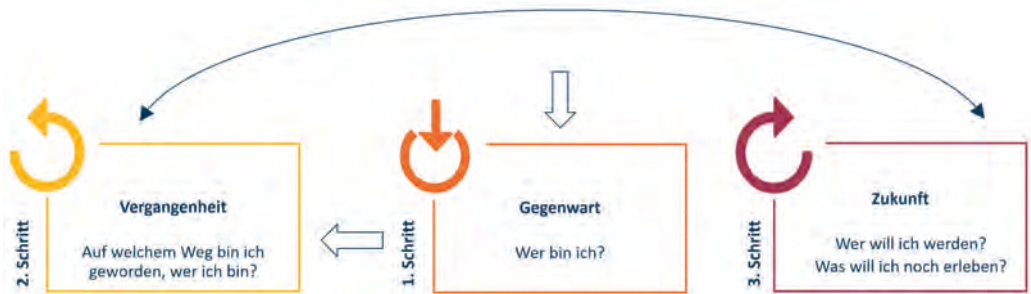 2. Schritt
Vergangenheit
Auf welchem Weg bin ich
geworden, wer ich bin?
1. Schritt
Gegenwart
Wer bin ich?
3. Schritt
Zukunft
Wer will ich werden?
Was will ich noch erleben?